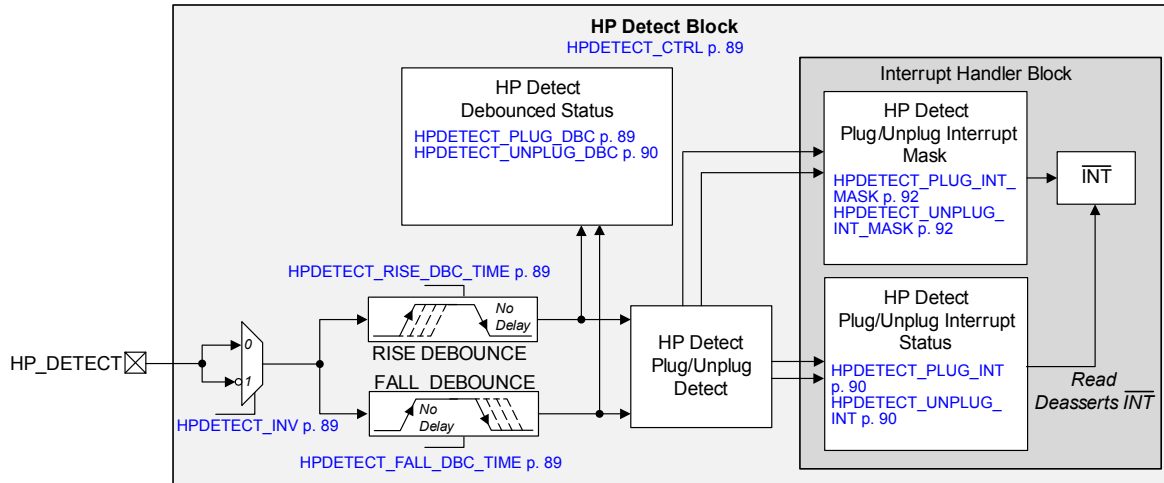 HP Detect Block
HPDETECT_CTRL p. 89
HP Detect
Debounced Status
HPDETECT_PLUG_DBC p. 89
HPDETECT_UNPLUG_DBC p. 90
Interrupt Handler Block
HP Detect
Plug/Unplug Interrupt
Mask
HPDETECT_PLUG_INT_
MASK p. 92
HPDETECT_UNPLUG_
INT_MASK p. 92
INT
HPDETECT_RISE_DBC_TIME p. 89
No
Delay
RISE DEBOUNCE
HP_DETECT
0
1
HPDETECT_INV p. 89
FALL DEBOUNCE
No
Delay
HPDETECT_FALL_DBC_TIME p. 89
HP Detect
Plug/Unplug
Detect
HP Detect
Plug/Unplug Interrupt
Status
HPDETECT_PLUG_INT
p. 90
HPDETECT_UNPLUG_
INT p. 90
Read
Deasserts INT